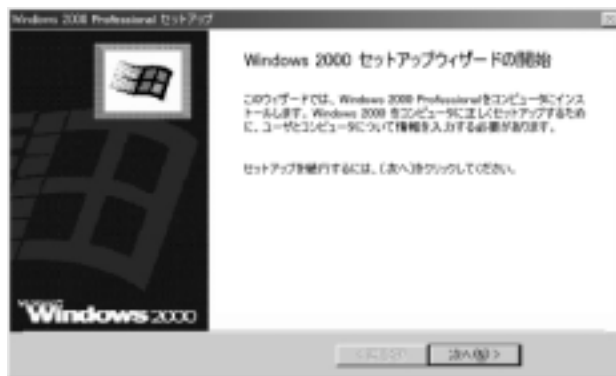 Windows 2000 Professional セットアップ
Windows 2000 セットアップウィザードの開始
このウィザードでは、Windows 2000 Professionalをコンピュータにインス
トールします。Windows 2000 をコンピュータに正しくセットアップするため
に、ユーザとコンピュータについて情報を入力する必要があります。
セットアップを続行するには、[次へ]をクリックしてください。
Windows 2000
次へ(N) >